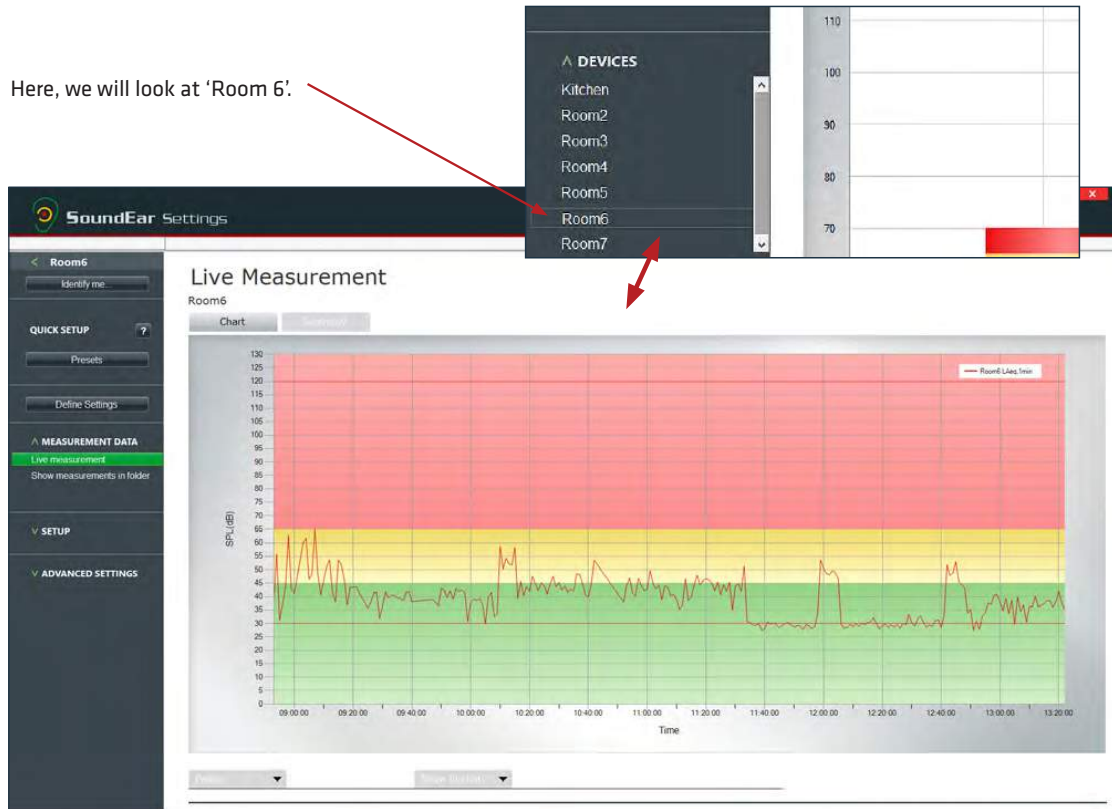 Here, we will look at ‘Room 6’.
∧ DEVICES
Kitchen
Room2
Room3
Room4
Room5
Room6
Room7
110
100
90
80
70
SoundEar Settings
< Room6
Identify me...
QUICK SETUP ?
Presets
Define Settings
∧ MEASUREMENT DATA
Live measurement
Show measurements in folder
∨ SETUP
∨ ADVANCED SETTINGS
Live Measurement
Room6
Chart
Room6 LAeq,1min
SPL(dB)
130
125
120
115
110
105
100
95
90
85
80
75
70
65
60
55
50
45
40
35
30
25
20
15
10
5
0
09:00:00 09:20:00 09:40:00 10:00:00 10:20:00 10:40:00 11:00:00 11:20:00 11:40:00 12:00:00 12:20:00 12:40:00 13:00:00 13:20:00
Time